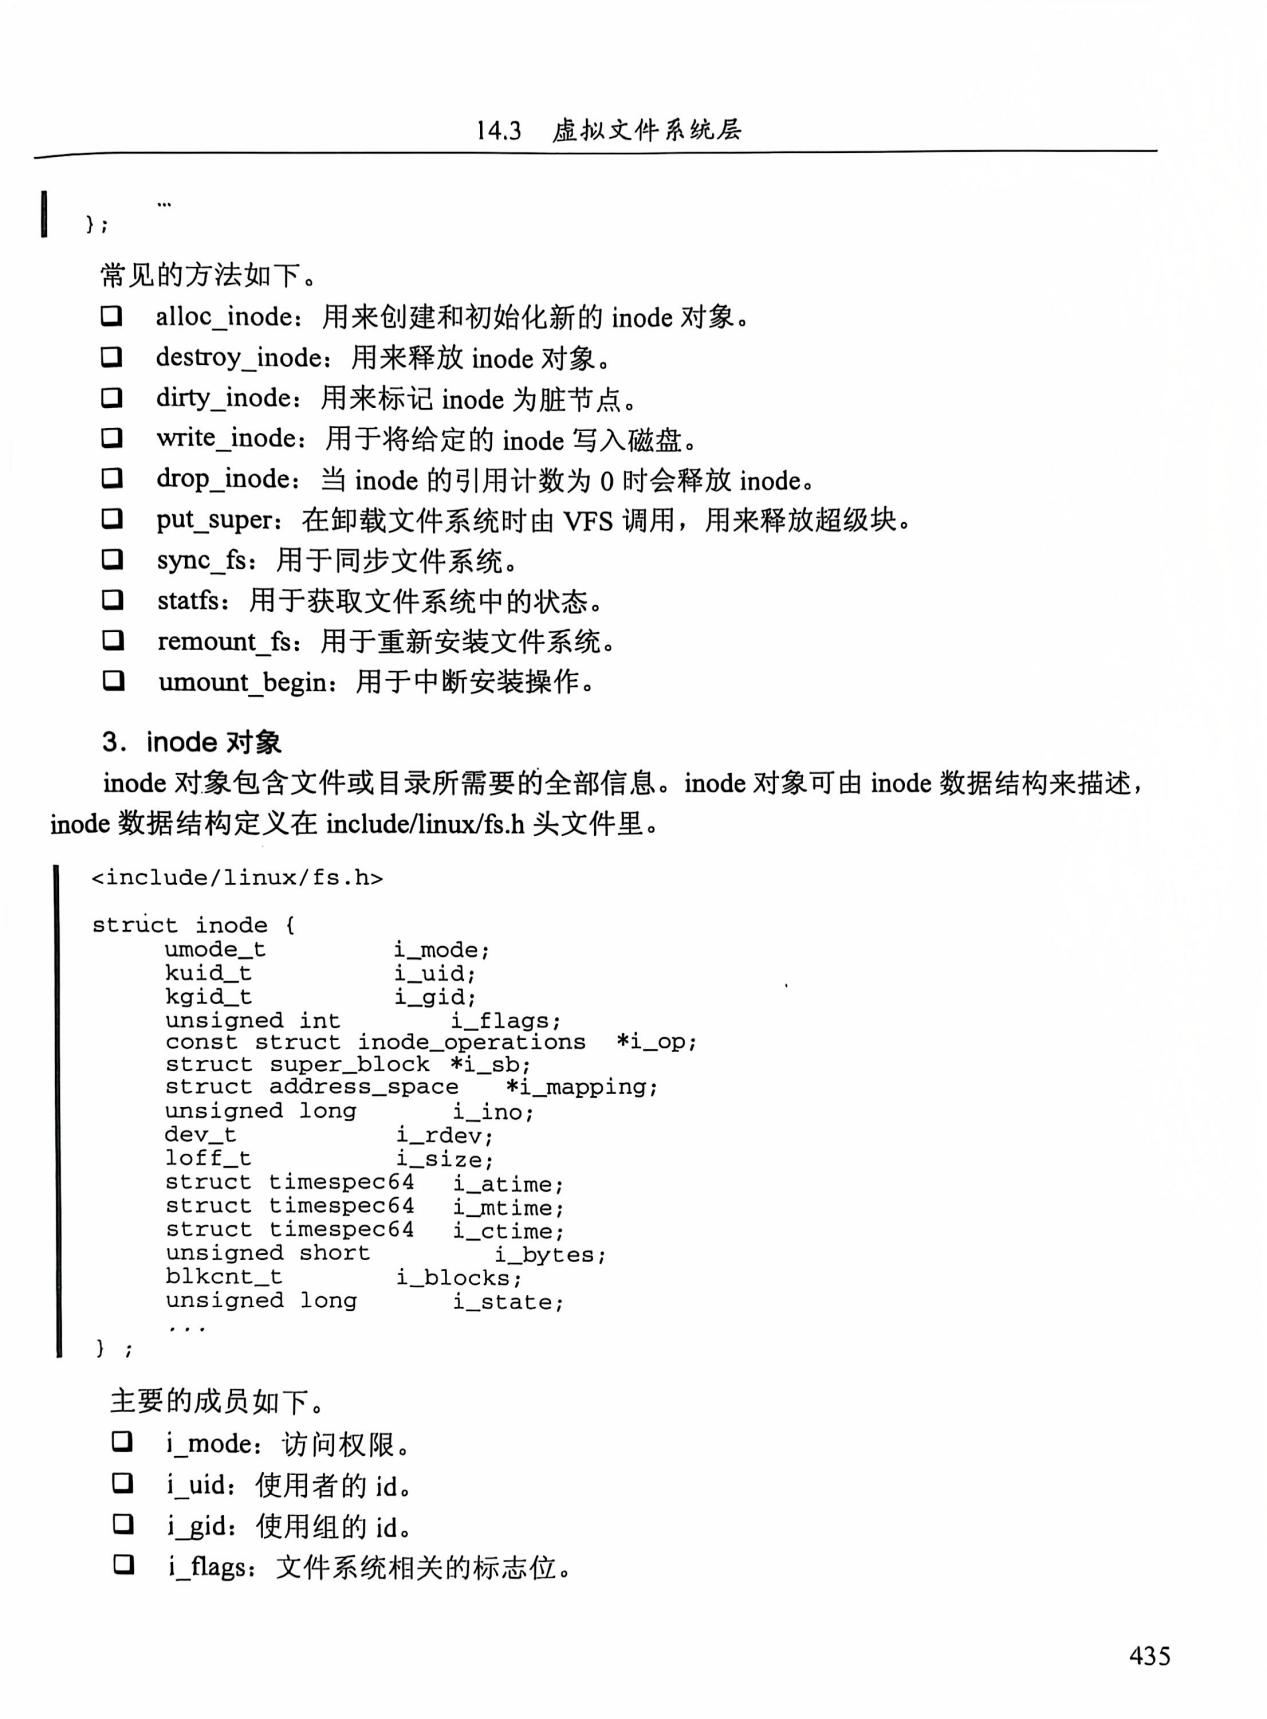 14.3 虚拟文件系统层
...
};
常见的方法如下。
❑ alloc_inode：用来创建和初始化新的 inode 对象。
❑ destroy_inode：用来释放 inode 对象。
❑ dirty_inode：用来标记 inode 为脏节点。
❑ write_inode：用于将给定的 inode 写入磁盘。
❑ drop_inode：当 inode 的引用计数为 0 时会释放 inode。
❑ put_super：在卸载文件系统时由 VFS 调用，用来释放超级块。
❑ sync_fs：用于同步文件系统。
❑ statfs：用于获取文件系统中的状态。
❑ remount_fs：用于重新安装文件系统。
❑ umount_begin：用于中断安装操作。
3．inode 对象
inode 对象包含文件或目录所需要的全部信息。inode 对象可由 inode 数据结构来描述，
inode 数据结构定义在 include/linux/fs.h 头文件里。
<include/linux/fs.h>
struct inode {
umode_t i_mode;
kuid_t i_uid;
kgid_t i_gid;
unsigned int i_flags;
const struct inode_operations *i_op;
struct super_block *i_sb;
struct address_space *i_mapping;
unsigned long i_ino;
dev_t i_rdev;
loff_t i_size;
struct timespec64 i_atime;
struct timespec64 i_mtime;
struct timespec64 i_ctime;
unsigned short i_bytes;
blkcnt_t i_blocks;
unsigned long i_state;
...
} ;
主要的成员如下。
❑ i_mode：访问权限。
❑ i_uid：使用者的 id。
❑ i_gid：使用组的 id。
❑ i_flags：文件系统相关的标志位。
435